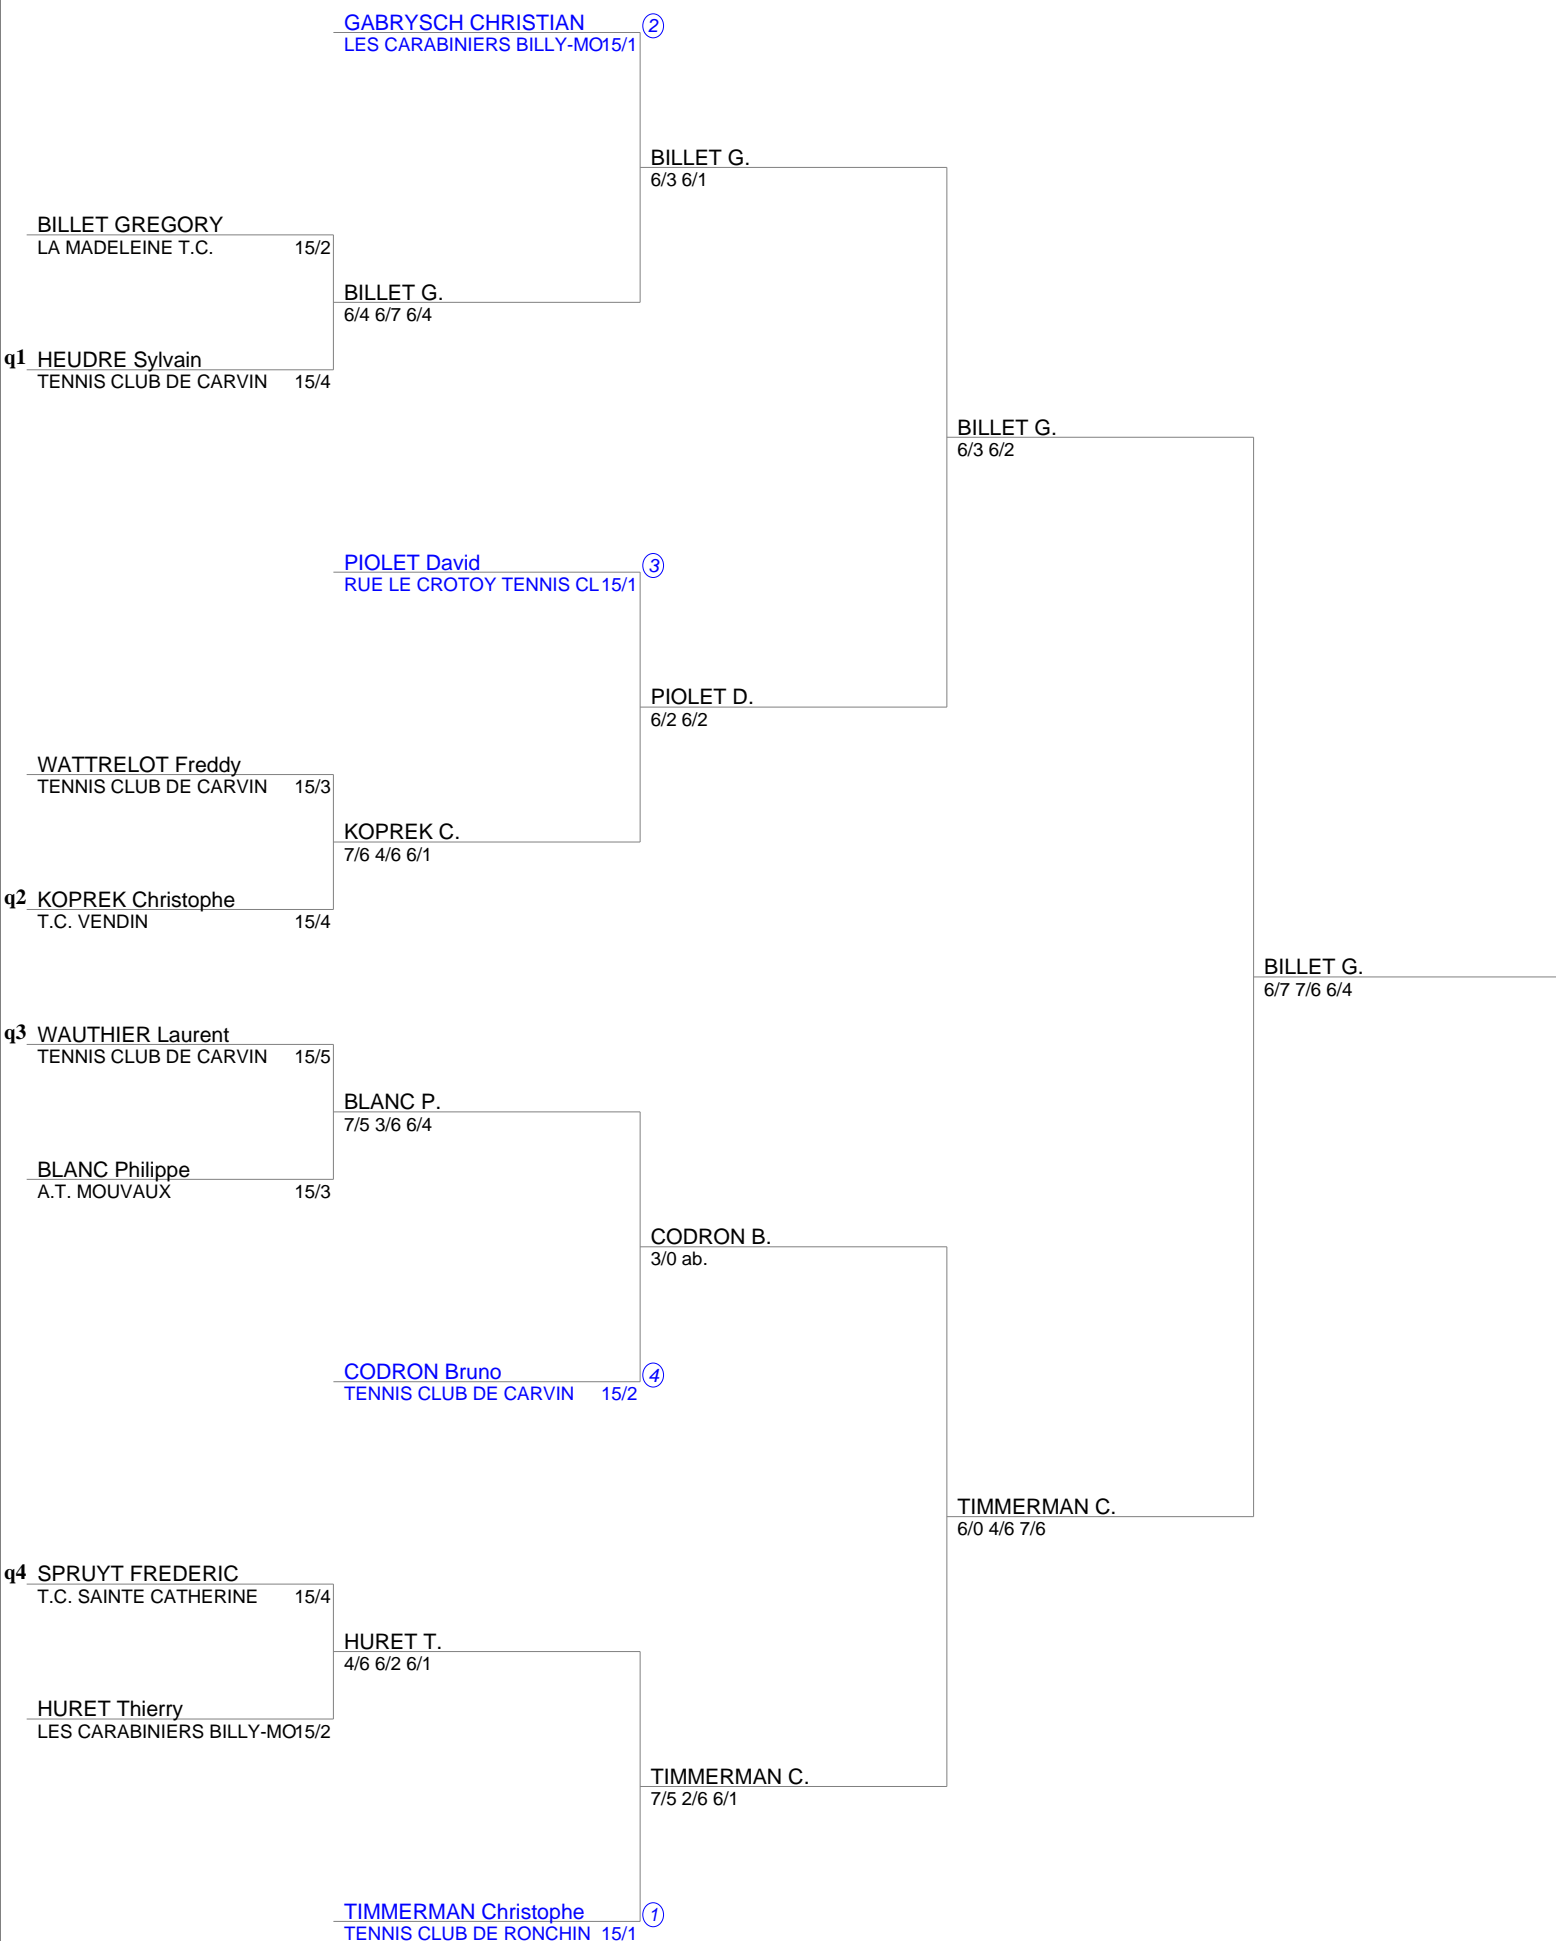 GABRYSCH CHRISTIAN 2
LES CARABINIERS BILLY-MO15/1
BILLET G.
6/3 6/1
BILLET GREGORY
LA MADELEINE T.C. 15/2
BILLET G.
6/4 6/7 6/4
q1 HEUDRE Sylvain
TENNIS CLUB DE CARVIN 15/4
BILLET G.
6/3 6/2
PIOLET David 3
RUE LE CROTOY TENNIS CL 15/1
PIOLET D.
6/2 6/2
WATTRELOT Freddy
TENNIS CLUB DE CARVIN 15/3
KOPREK C.
7/6 4/6 6/1
q2 KOPREK Christophe
T.C. VENDIN 15/4
BILLET G.
6/7 7/6 6/4
q3 WAUTHIER Laurent
TENNIS CLUB DE CARVIN 15/5
BLANC P.
7/5 3/6 6/4
BLANC Philippe
A.T. MOUVAUX 15/3
CODRON B.
3/0 ab.
CODRON Bruno 4
TENNIS CLUB DE CARVIN 15/2
TIMMERMAN C.
6/0 4/6 7/6
q4 SPRUYT FREDERIC
T.C. SAINTE CATHERINE 15/4
HURET T.
4/6 6/2 6/1
HURET Thierry
LES CARABINIERS BILLY-MO15/2
TIMMERMAN C.
7/5 2/6 6/1
TIMMERMAN Christophe 1
TENNIS CLUB DE RONCHIN 15/1